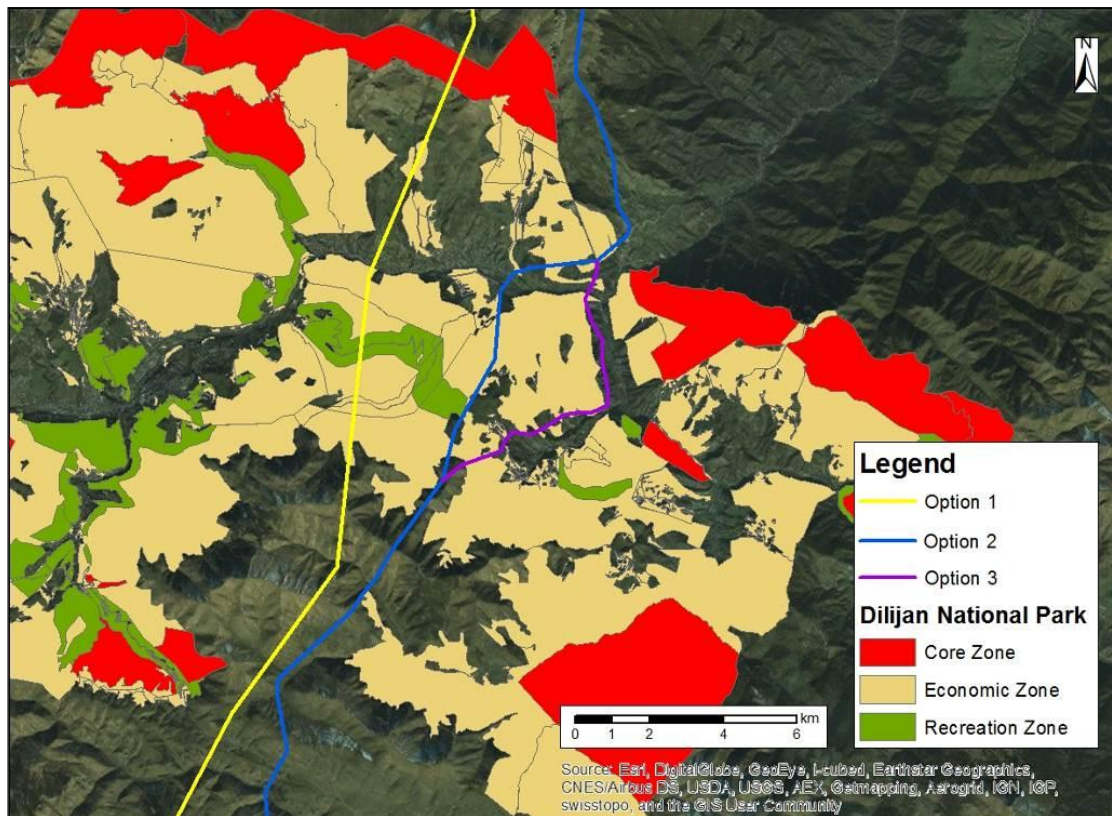 N
Legend
Option 1
Option 2
Option 3
Dilijan National Park
Core Zone
Economic Zone
Recreation Zone
km
0 1 2 4 6
Source: Esri, DigitalGlobe, GeoEye, i-cubed, Earthstar Geographics,
CNES/Airbus DS, USDA, USGS, AEX, Getmapping, Aerogrid, IGN, IGP,
swisstopo, and the GIS User Community